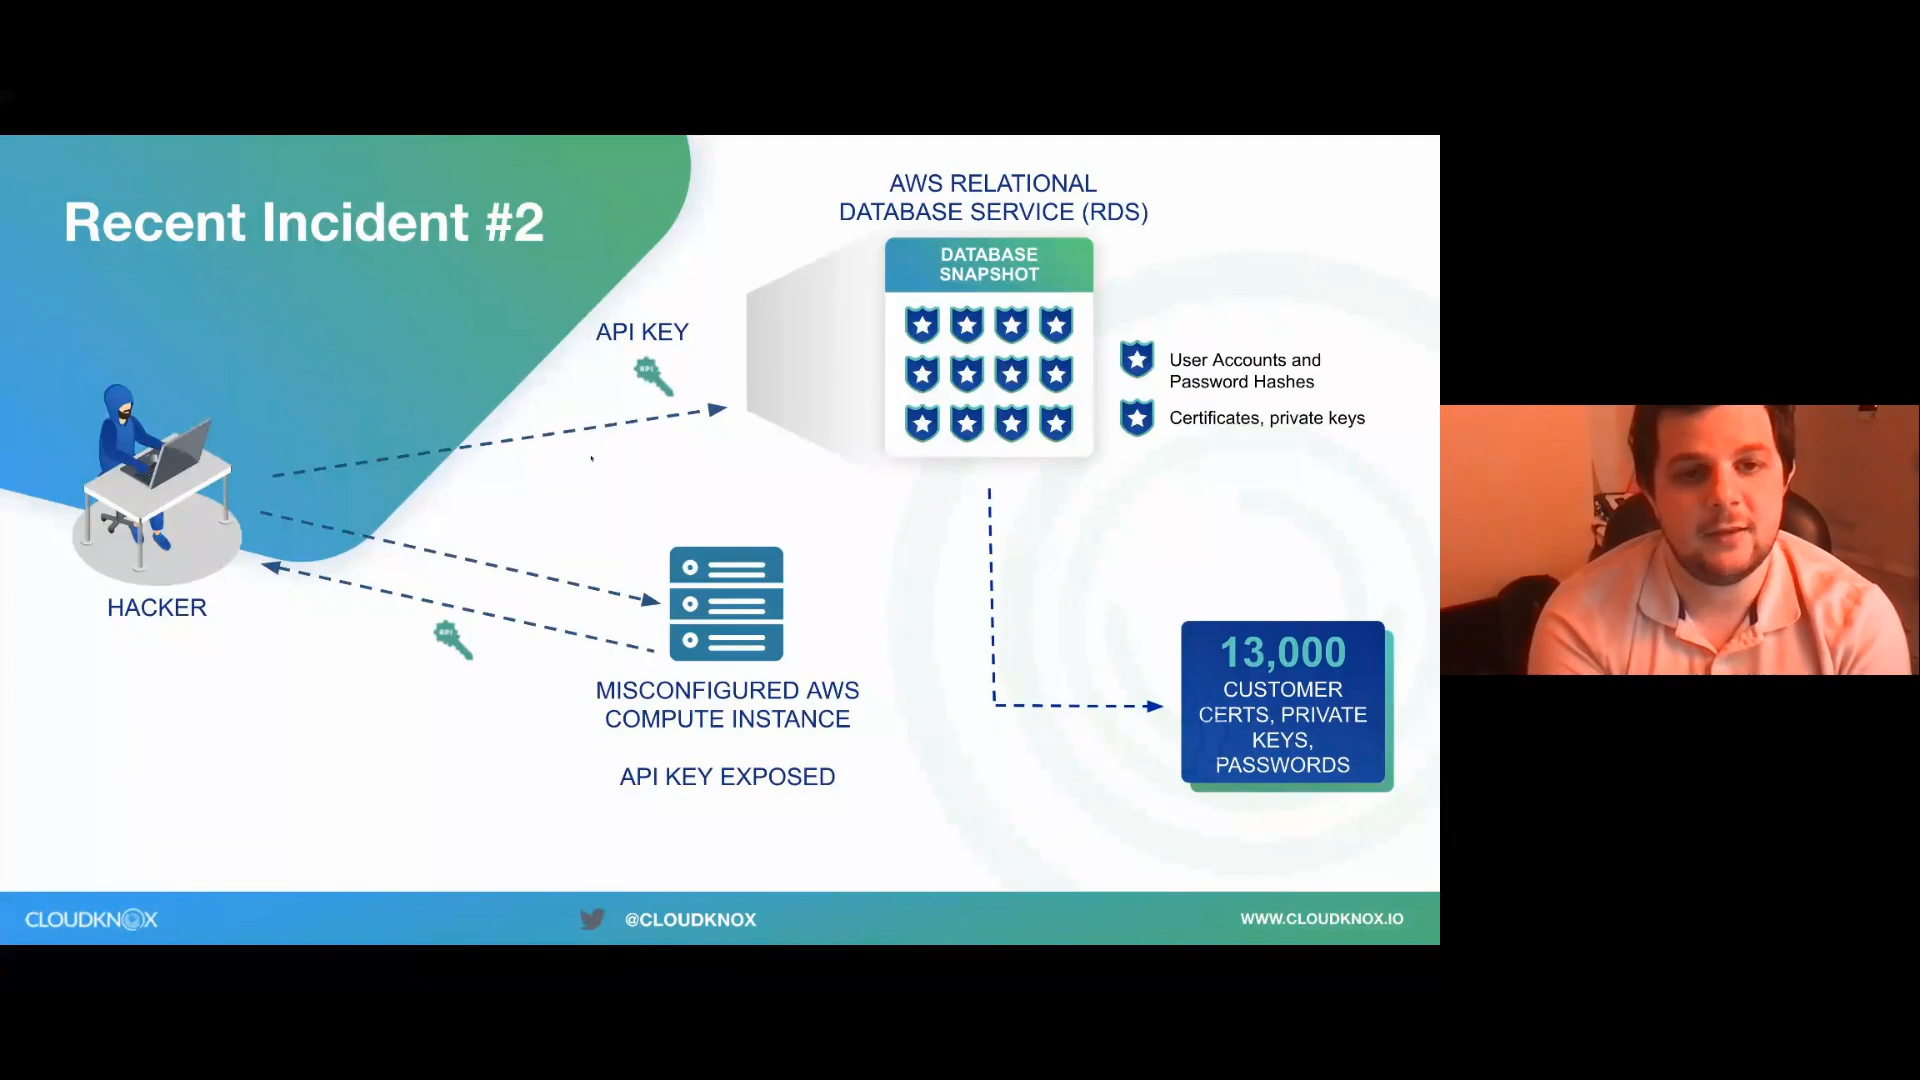 Recent Incident #2
AWS RELATIONAL
DATABASE SERVICE (RDS)
DATABASE
SNAPSHOT
API KEY
API
User Accounts and
Password Hashes
Certificates, private keys
HACKER
API
MISCONFIGURED AWS
COMPUTE INSTANCE
API KEY EXPOSED
13,000
CUSTOMER
CERTS, PRIVATE
KEYS,
PASSWORDS
CLOUDKNOX
@CLOUDKNOX
WWW.CLOUDKNOX.IO